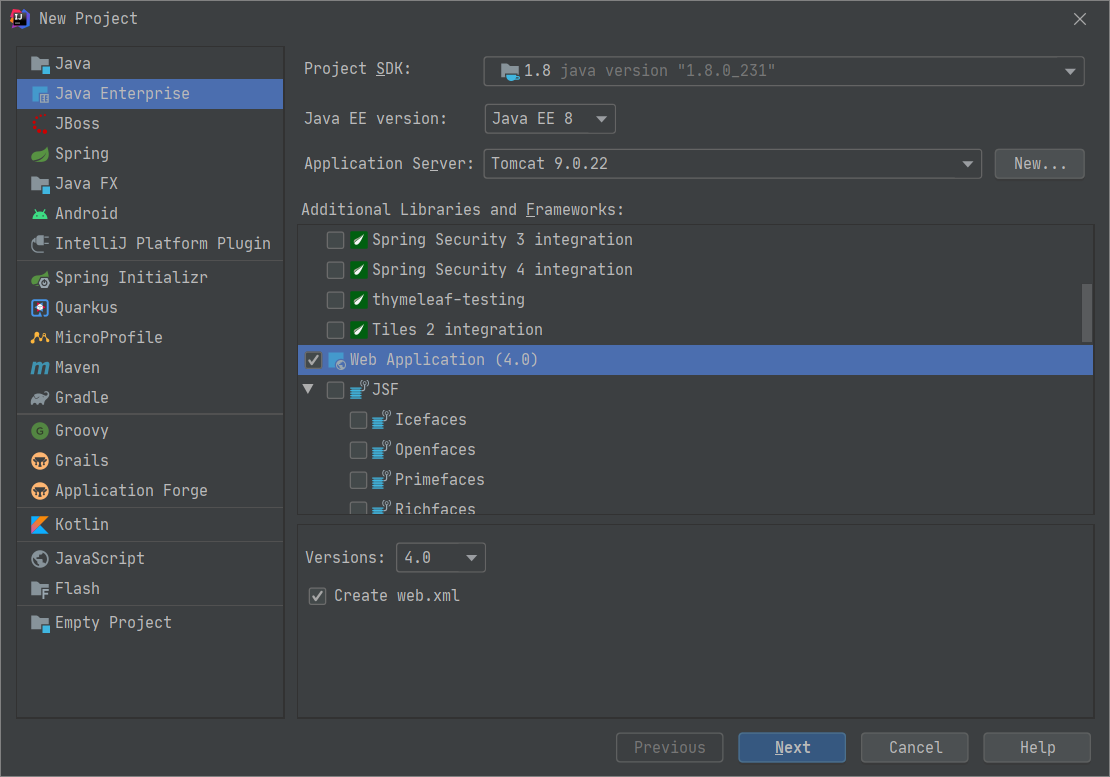 New Project
Java
Java Enterprise
JBoss
Spring
Java FX
Android
IntelliJ Platform Plugin
Spring Initializr
Quarkus
MicroProfile
Maven
Gradle
Groovy
Grails
Application Forge
Kotlin
JavaScript
Flash
Empty Project
Project SDK: 1.8 java version "1.8.0_231"
Java EE version: Java EE 8
Application Server: Tomcat 9.0.22 New...
Additional Libraries and Frameworks:
Spring Security 3 integration
Spring Security 4 integration
thymeleaf-testing
Tiles 2 integration
Web Application (4.0)
JSF
Icefaces
Openfaces
Primefaces
Richfaces
Versions: 4.0
Create web.xml
Previous Next Cancel Help